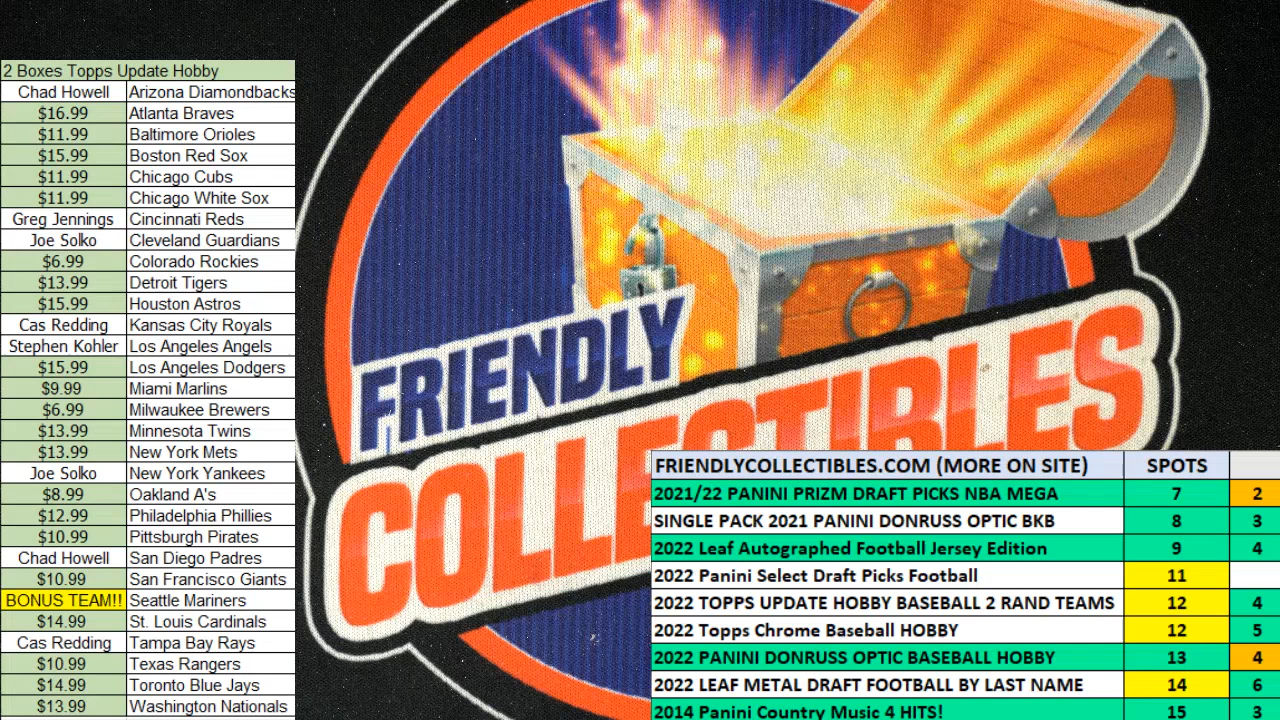 2 Boxes Topps Update Hobby
Chad Howell Arizona Diamondbacks
$16.99 Atlanta Braves
$11.99 Baltimore Orioles
$15.99 Boston Red Sox
$11.99 Chicago Cubs
$11.99 Chicago White Sox
Greg Jennings Cincinnati Reds
Joe Solko Cleveland Guardians
$6.99 Colorado Rockies
$13.99 Detroit Tigers
$15.99 Houston Astros
Cas Redding Kansas City Royals
Stephen Kohler Los Angeles Angels
$15.99 Los Angeles Dodgers
$9.99 Miami Marlins
$6.99 Milwaukee Brewers
$13.99 Minnesota Twins
$13.99 New York Mets
Joe Solko New York Yankees
$8.99 Oakland A's
$12.99 Philadelphia Phillies
$10.99 Pittsburgh Pirates
Chad Howell San Diego Padres
$10.99 San Francisco Giants
BONUS TEAM!! Seattle Mariners
$14.99 St. Louis Cardinals
Cas Redding Tampa Bay Rays
$10.99 Texas Rangers
$14.99 Toronto Blue Jays
$13.99 Washington Nationals
FRIENDLY
COLLECTIBLES
FRIENDLYCOLLECTIBLES.COM (MORE ON SITE) SPOTS
2021/22 PANINI PRIZM DRAFT PICKS NBA MEGA 7 2
SINGLE PACK 2021 PANINI DONRUSS OPTIC BKB 8 3
2022 Leaf Autographed Football Jersey Edition 9 4
2022 Panini Select Draft Picks Football 11
2022 TOPPS UPDATE HOBBY BASEBALL 2 RAND TEAMS 12 4
2022 Topps Chrome Baseball HOBBY 12 5
2022 PANINI DONRUSS OPTIC BASEBALL HOBBY 13 4
2022 LEAF METAL DRAFT FOOTBALL BY LAST NAME 14 6
2014 Panini Country Music 4 HITS! 15 3